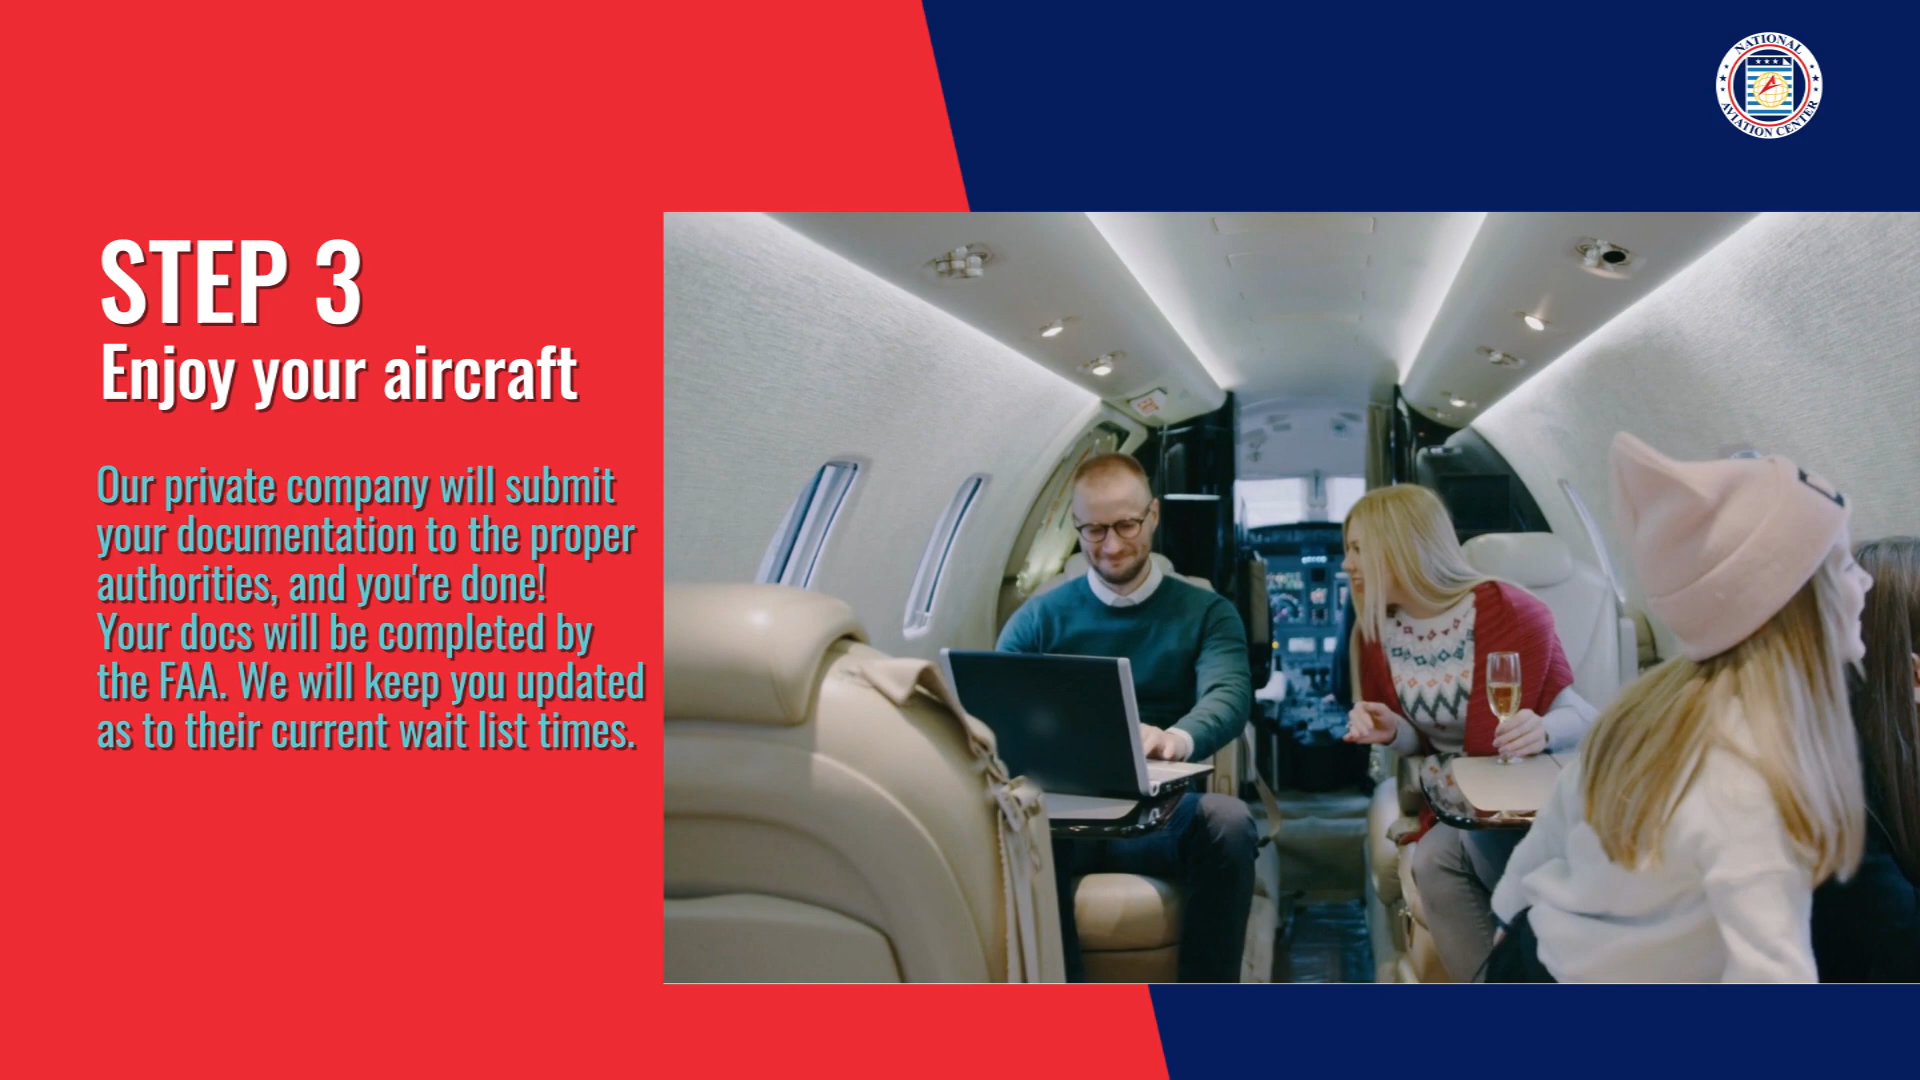 NATIONAL
AVIATION CENTER
STEP 3
Enjoy your aircraft
Our private company will submit
your documentation to the proper
authorities, and you're done!
Your docs will be completed by
the FAA. We will keep you updated
as to their current wait list times.
EXIT